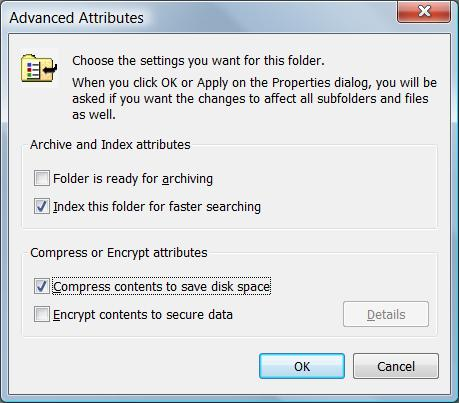 Advanced Attributes
Choose the settings you want for this folder.
When you click OK or Apply on the Properties dialog, you will be
asked if you want the changes to affect all subfolders and files
as well.
Archive and Index attributes
Folder is ready for archiving
Index this folder for faster searching
Compress or Encrypt attributes
Compress contents to save disk space
Encrypt contents to secure data
Details
OK
Cancel